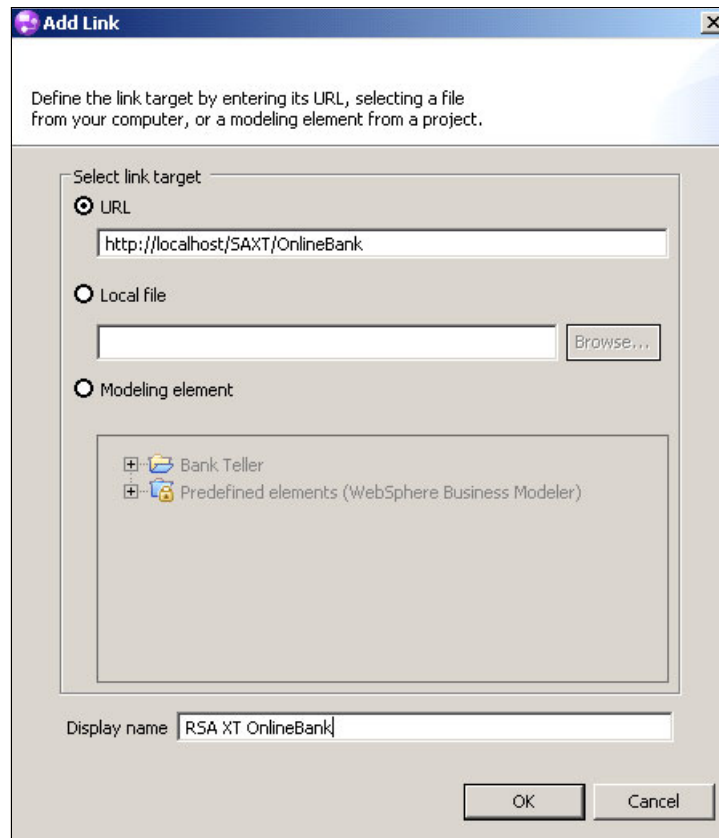 Add Link
Define the link target by entering its URL, selecting a file
from your computer, or a modeling element from a project.
Select link target
URL
http://localhost/SAXT/OnlineBank
Local file
Browse...
Modeling element
Bank Teller
Predefined elements (WebSphere Business Modeler)
Display name RSA XT OnlineBank
OK Cancel